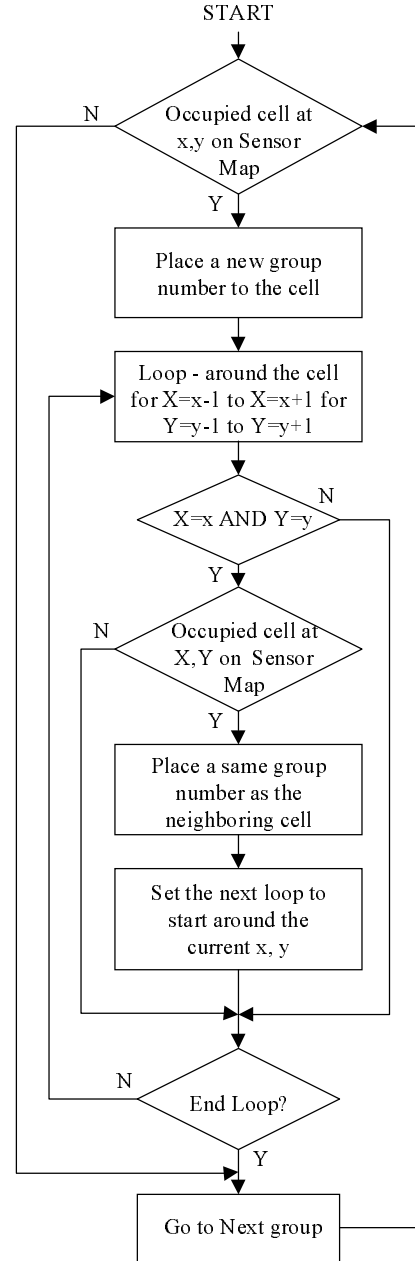 START
N
Occupied cell at
x,y on Sensor
Map
Y
Place a new group
number to the cell
Loop - around the cell
for X=x-1 to X=x+1 for
Y=y-1 to Y=y+1
N
X=x AND Y=y
Y
N
Occupied cell at
X,Y on Sensor
Map
Y
Place a same group
number as the
neighboring cell
Set the next loop to
start around the
current x, y
N
End Loop?
Y
Go to Next group